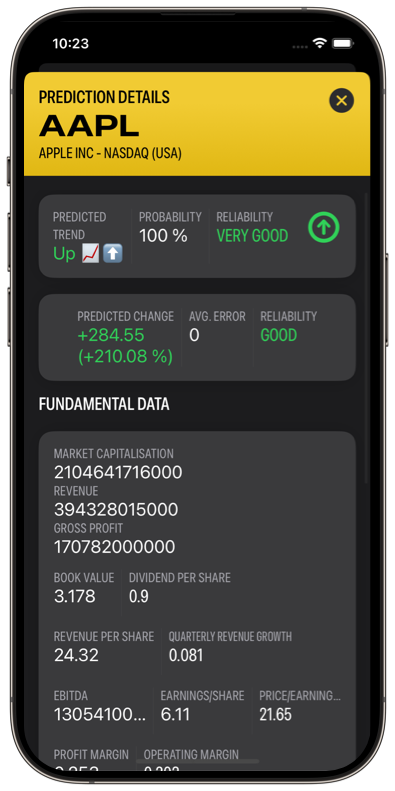 10:23
PREDICTION DETAILS
AAPL
APPLE INC - NASDAQ (USA)
PREDICTED TREND PROBABILITY RELIABILITY
Up 100 % VERY GOOD
PREDICTED CHANGE AVG. ERROR RELIABILITY
+284.55 0 GOOD
(+210.08 %)
FUNDAMENTAL DATA
MARKET CAPITALISATION
2104641716000
REVENUE
394328015000
GROSS PROFIT
170782000000
BOOK VALUE DIVIDEND PER SHARE
3.178 0.9
REVENUE PER SHARE QUARTERLY REVENUE GROWTH
24.32 0.081
EBITDA EARNINGS/SHARE PRICE/EARNING...
13054100... 6.11 21.65
PROFIT MARGIN OPERATING MARGIN